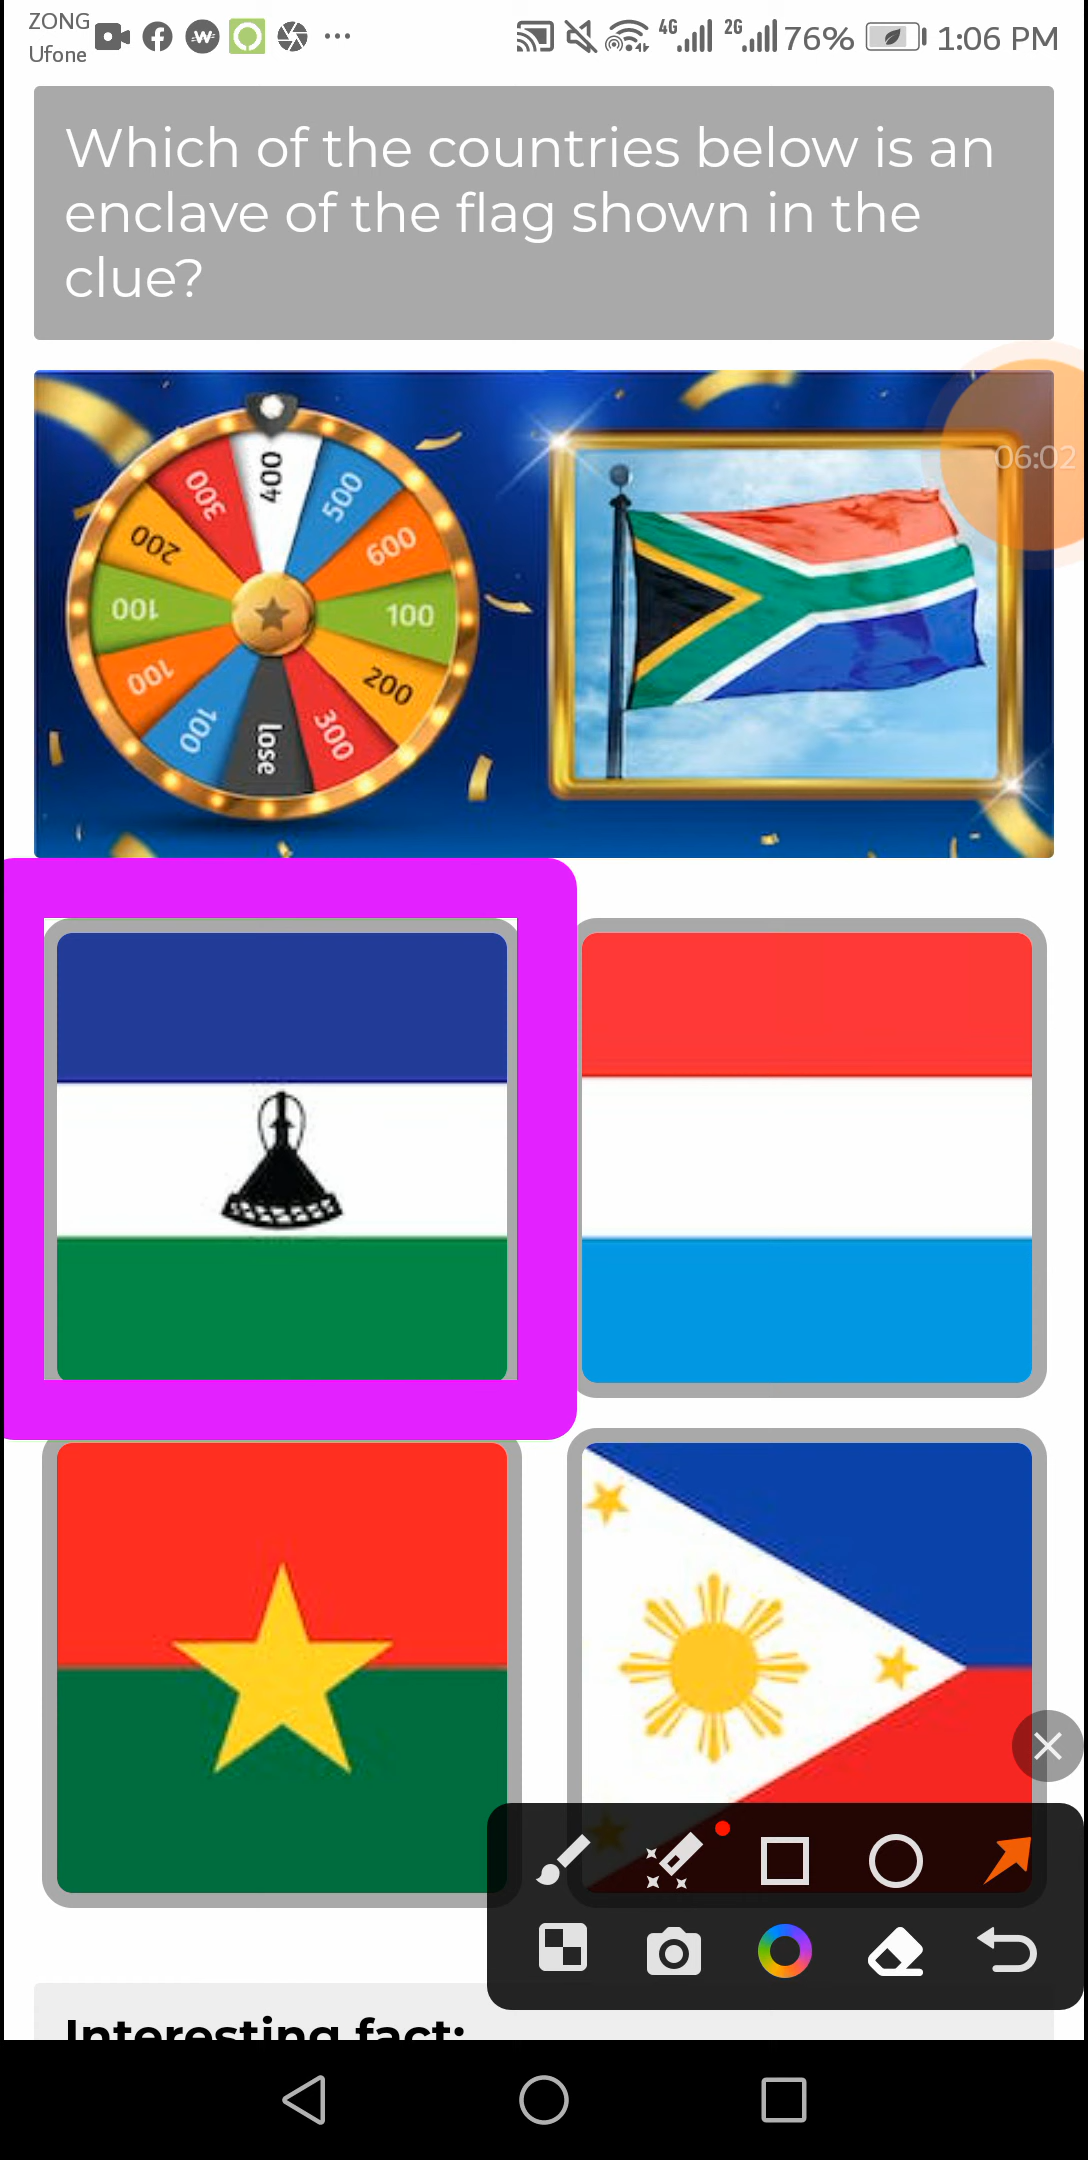 ZONG
Ufone
4G 2G 76% 1:06 PM
Which of the countries below is an
enclave of the flag shown in the
clue?
06:02
400
500
600
100
200
300
lose
100
100
100
200
300
Interesting fact: